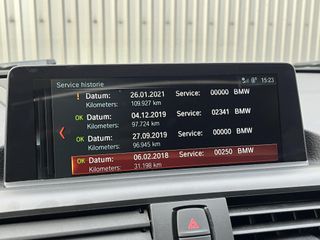 Service historie
15:23
! Datum: 26.01.2021 Service: 00000 BMW
Kilometers: 109.927 km
OK Datum: 04.12.2019 Service: 02341 BMW
Kilometers: 97.724 km
OK Datum: 27.09.2019 Service: 00000 BMW
Kilometers: 96.945 km
OK Datum: 06.02.2018 Service: 00250 BMW
Kilometers: 31.198 km